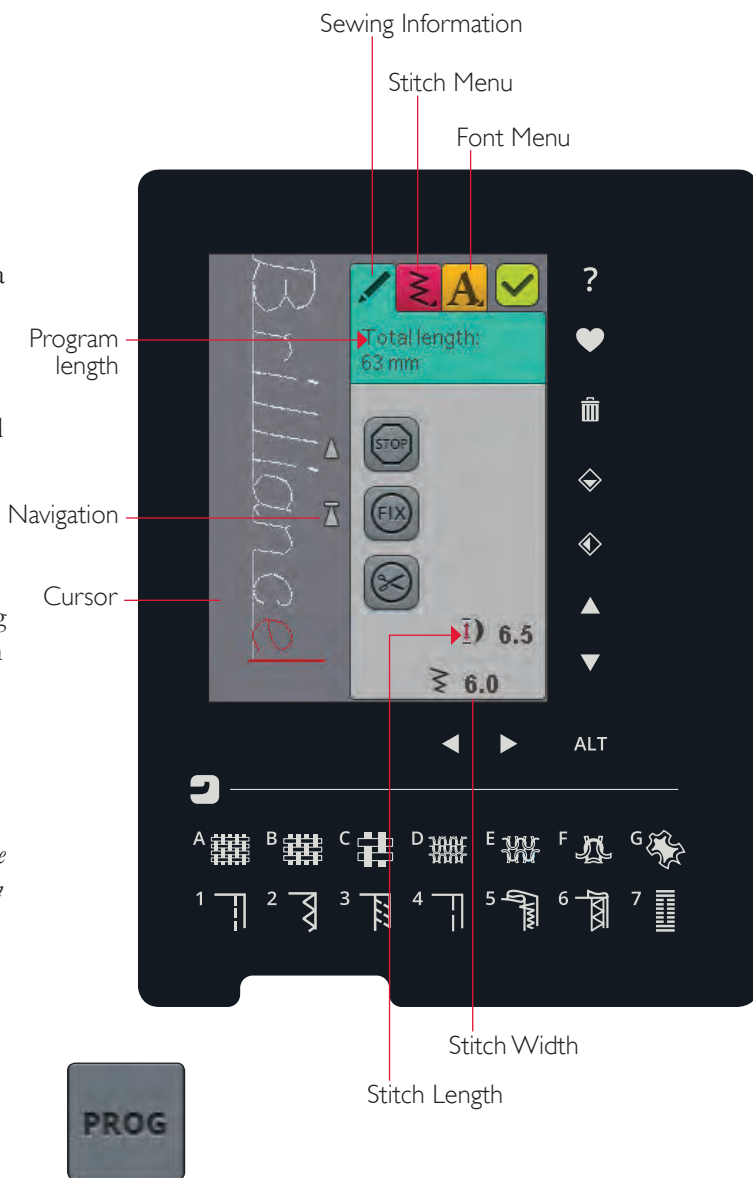 Sewing Information
Stitch Menu
Font Menu
a
Program
length
d
Navigation
Cursor
g
Brilliance
A
?
Total length:
63 mm
STOP
FIX
6.5
6.0
ALT
A B C D E F G
1 2 3 4 5 6 7
e
Stitch Width
Stitch Length
PROG